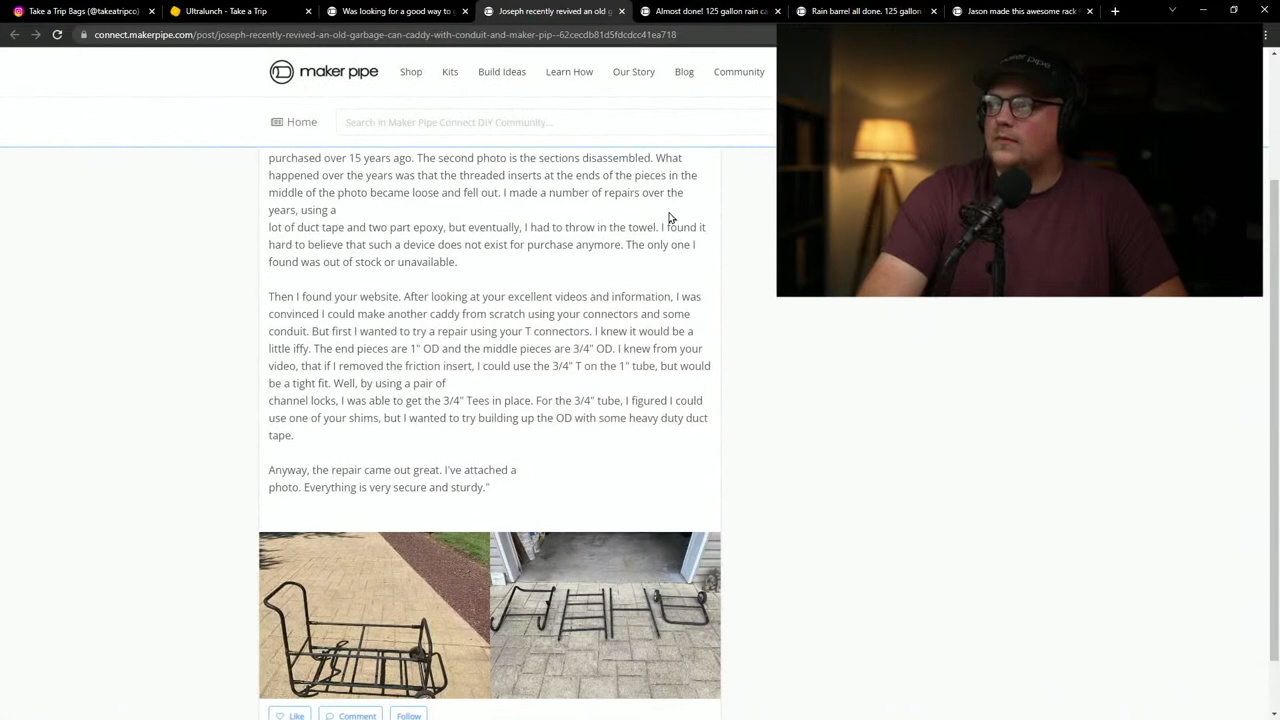 Take a Trip Bags (@takeatripco)
Ultralunch - Take a Trip
Was looking for a good way to g
Joseph recently revived an old g
Almost done! 125 gallon rain ca
Rain barrel all done. 125 gallon
Jason made this awesome rack
connect.makerpipe.com/post/joseph-recently-revived-an-old-garbage-can-caddy-with-conduit-and-maker-pip--62cecdb81d5fdcdcc41ea718
maker pipe
Shop
Kits
Build Ideas
Learn How
Our Story
Blog
Community
Home
Search in Maker Pipe Connect DIY Community...
maker pipe
purchased over 15 years ago. The second photo is the sections disassembled. What
happened over the years was that the threaded inserts at the ends of the pieces in the
middle of the photo became loose and fell out. I made a number of repairs over the
years, using a
lot of duct tape and two part epoxy, but eventually, I had to throw in the towel. I found it
hard to believe that such a device does not exist for purchase anymore. The only one I
found was out of stock or unavailable.
Then I found your website. After looking at your excellent videos and information, I was
convinced I could make another caddy from scratch using your connectors and some
conduit. But first I wanted to try a repair using your T connectors. I knew it would be a
little iffy. The end pieces are 1" OD and the middle pieces are 3/4" OD. I knew from your
video, that if I removed the friction insert, I could use the 3/4" T on the 1" tube, but would
be a tight fit. Well, by using a pair of
channel locks, I was able to get the 3/4" Tees in place. For the 3/4" tube, I figured I could
use one of your shims, but I wanted to try building up the OD with some heavy duty duct
tape.
Anyway, the repair came out great. I've attached a
photo. Everything is very secure and sturdy."
Like
Comment
Follow